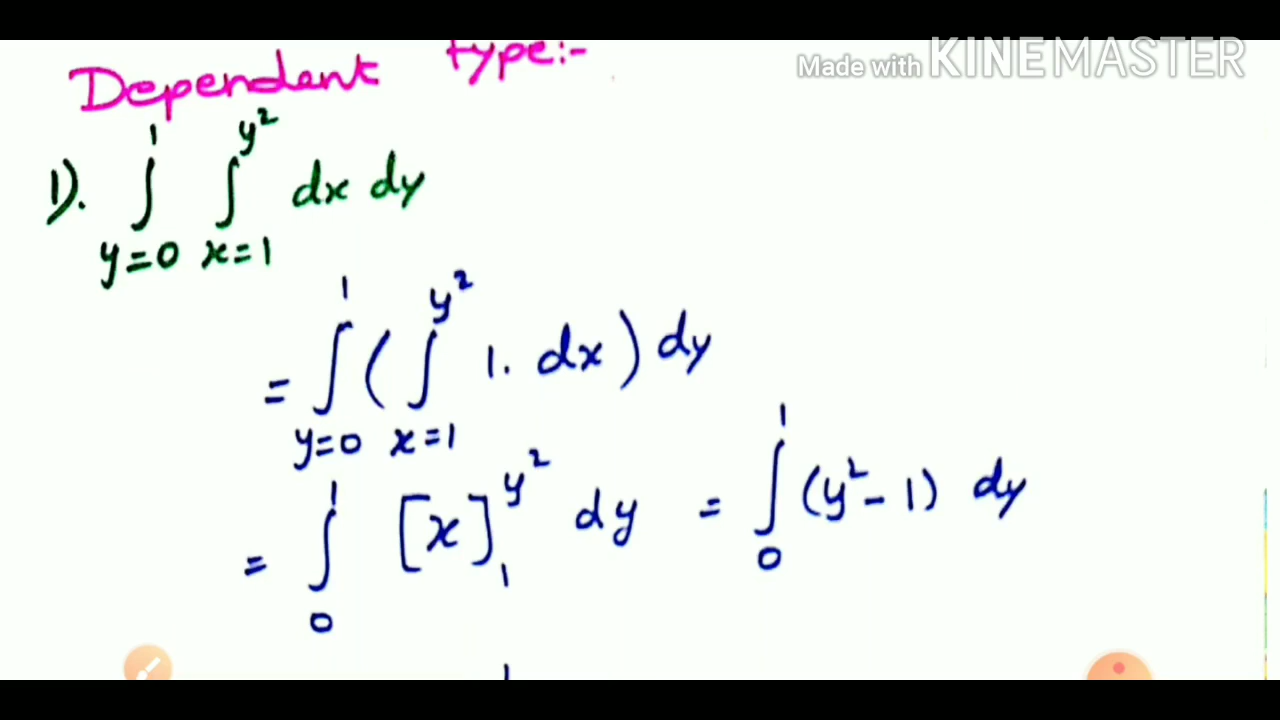 Made with KINEMASTER
Dependent type:-
1). ∫_{y=0}^{1} ∫_{x=1}^{y²} dx dy
= ∫_{y=0}^{1} ( ∫_{x=1}^{y²} 1. dx ) dy
= ∫_{0}^{1} [x]_{1}^{y²} dy = ∫_{0}^{1} (y² - 1) dy